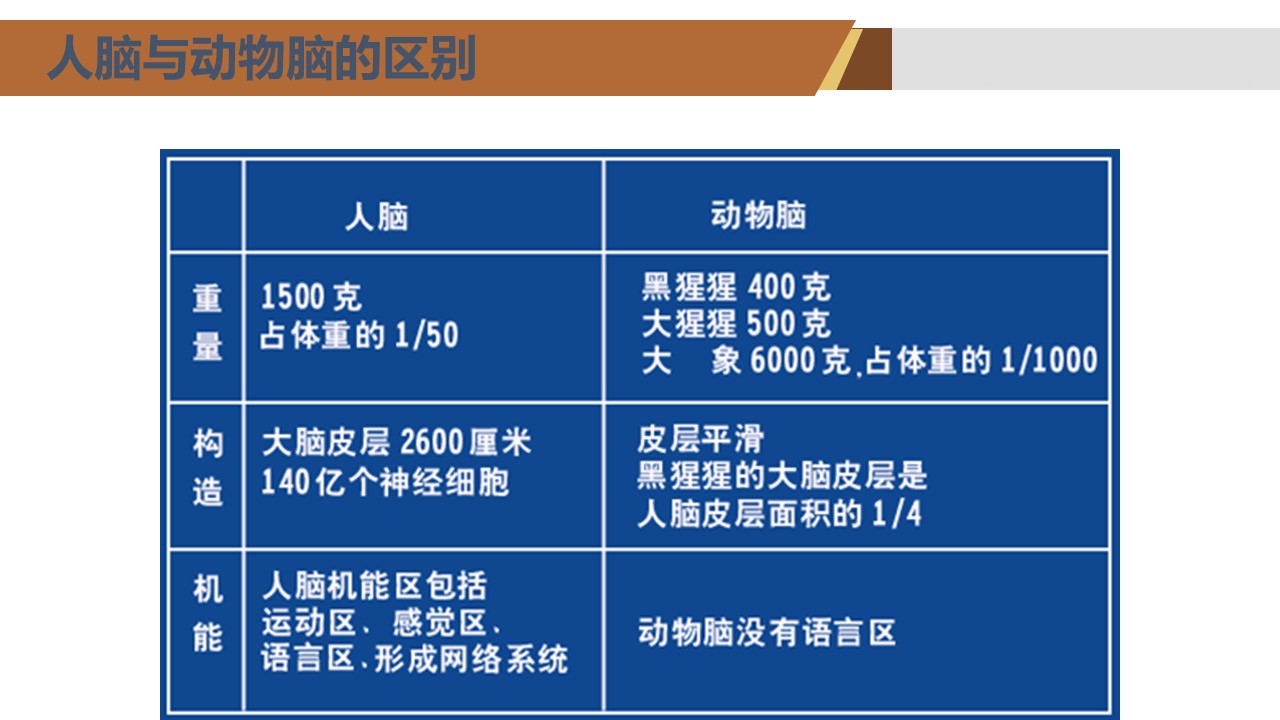 人脑与动物脑的区别
人脑
动物脑
重
量
1500克
占体重的1/50
黑猩猩 400克
大猩猩 500克
大 象 6000克,占体重的1/1000
构
造
大脑皮层 2600厘米
140亿个神经细胞
皮层平滑
黑猩猩的大脑皮层是
人脑皮层面积的1/4
机
能
人脑机能区包括
运动区、感觉区、
语言区、形成网络系统
动物脑没有语言区